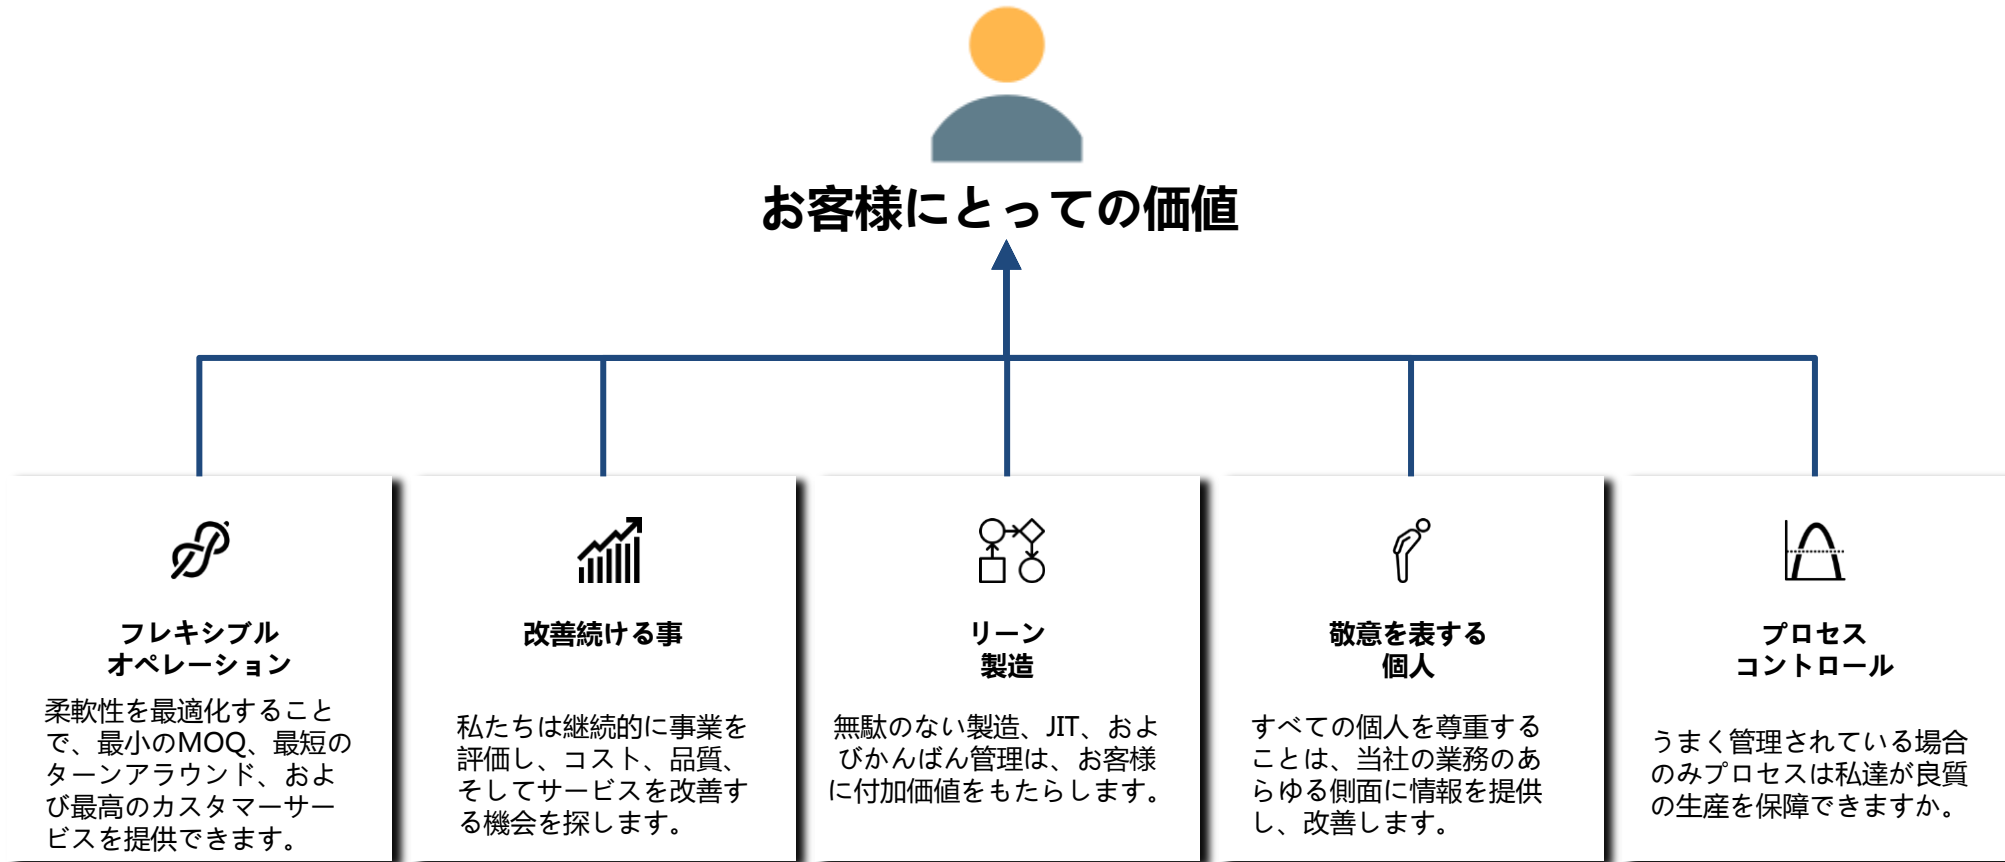 お客様にとっての価値
フレキシブル
オペレーション
柔軟性を最適化すること
で、最小のMOQ、最短の
ターンアラウンド、およ
び最高のカスタマーサー
ビスを提供できます。
改善続ける事
私たちは継続的に事業を
評価し、コスト、品質、
そしてサービスを改善す
る機会を探します。
リーン
製造
無駄のない製造、JIT、およ
びかんばん管理は、お客様
に付加価値をもたらします。
敬意を表する
個人
すべての個人を尊重する
ことは、当社の業務のあ
らゆる側面に情報を提供
し、改善します。
プロセス
コントロール
うまく管理されている場合
のみプロセスは私達が良質
の生産を保障できますか。